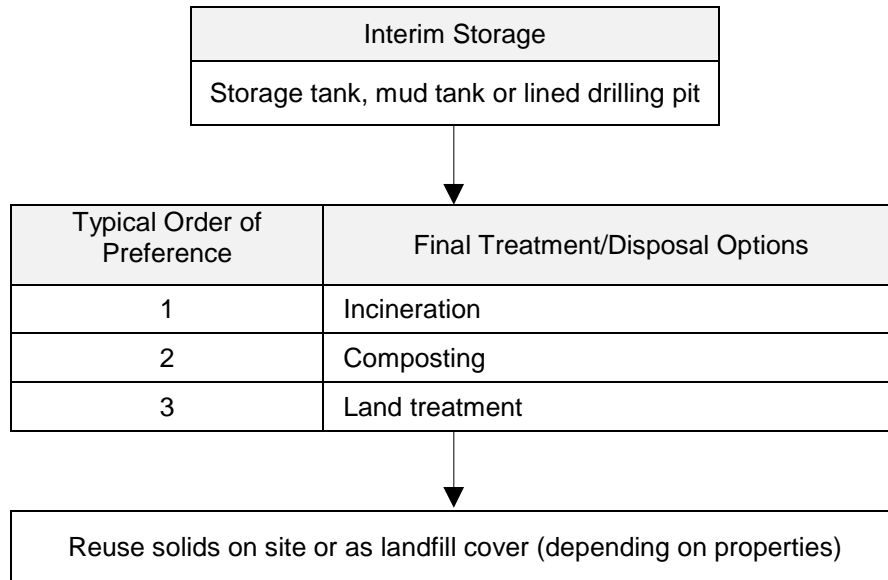 Interim Storage
Storage tank, mud tank or lined drilling pit
Typical Order of
Preference
Final Treatment/Disposal Options
1
Incineration
2
Composting
3
Land treatment
Reuse solids on site or as landfill cover (depending on properties)